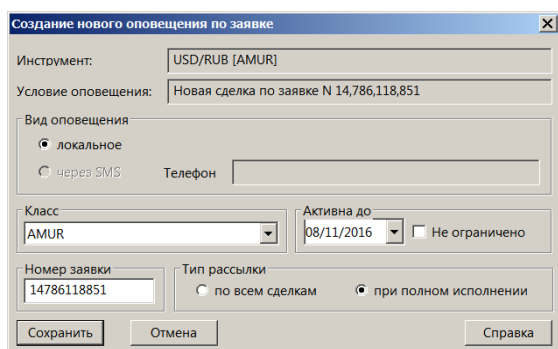 Создание нового оповещения по заявке
Инструмент: USD/RUB [AMUR]
Условие оповещения: Новая сделка по заявке N 14,786,118,851
Вид оповещения
локальное
через SMS Телефон
Класс Активна до
AMUR 08/11/2016 Не ограничено
Номер заявки Тип рассылки
14786118851 по всем сделкам при полном исполнении
Сохранить Отмена Справка